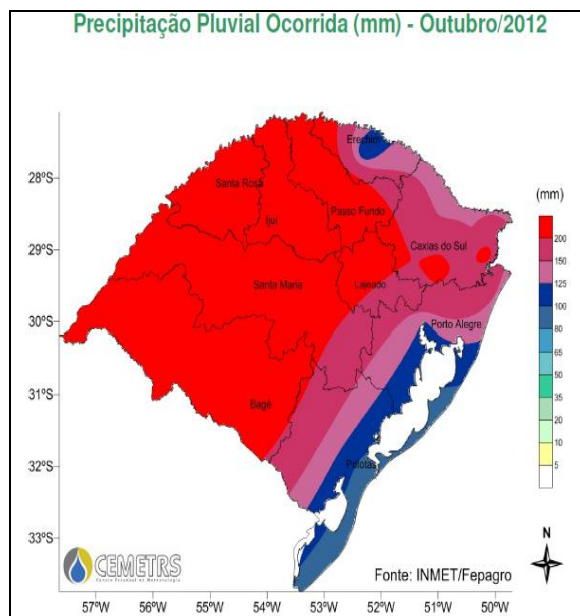 Precipitação Pluvial Ocorrida (mm) - Outubro/2012
Erechim
28°S
Santa Rosa
Ijuí
Passo Fundo
(mm)
200
150
125
100
80
65
50
35
20
10
5
29°S
Caxias do Sul
Santa Maria
Lajeado
30°S
Porto Alegre
31°S
Bagé
32°S
Pelotas
33°S
N
CEMETRS
Fonte: INMET/Fepagro
57°W
56°W
55°W
54°W
53°W
52°W
51°W
50°W